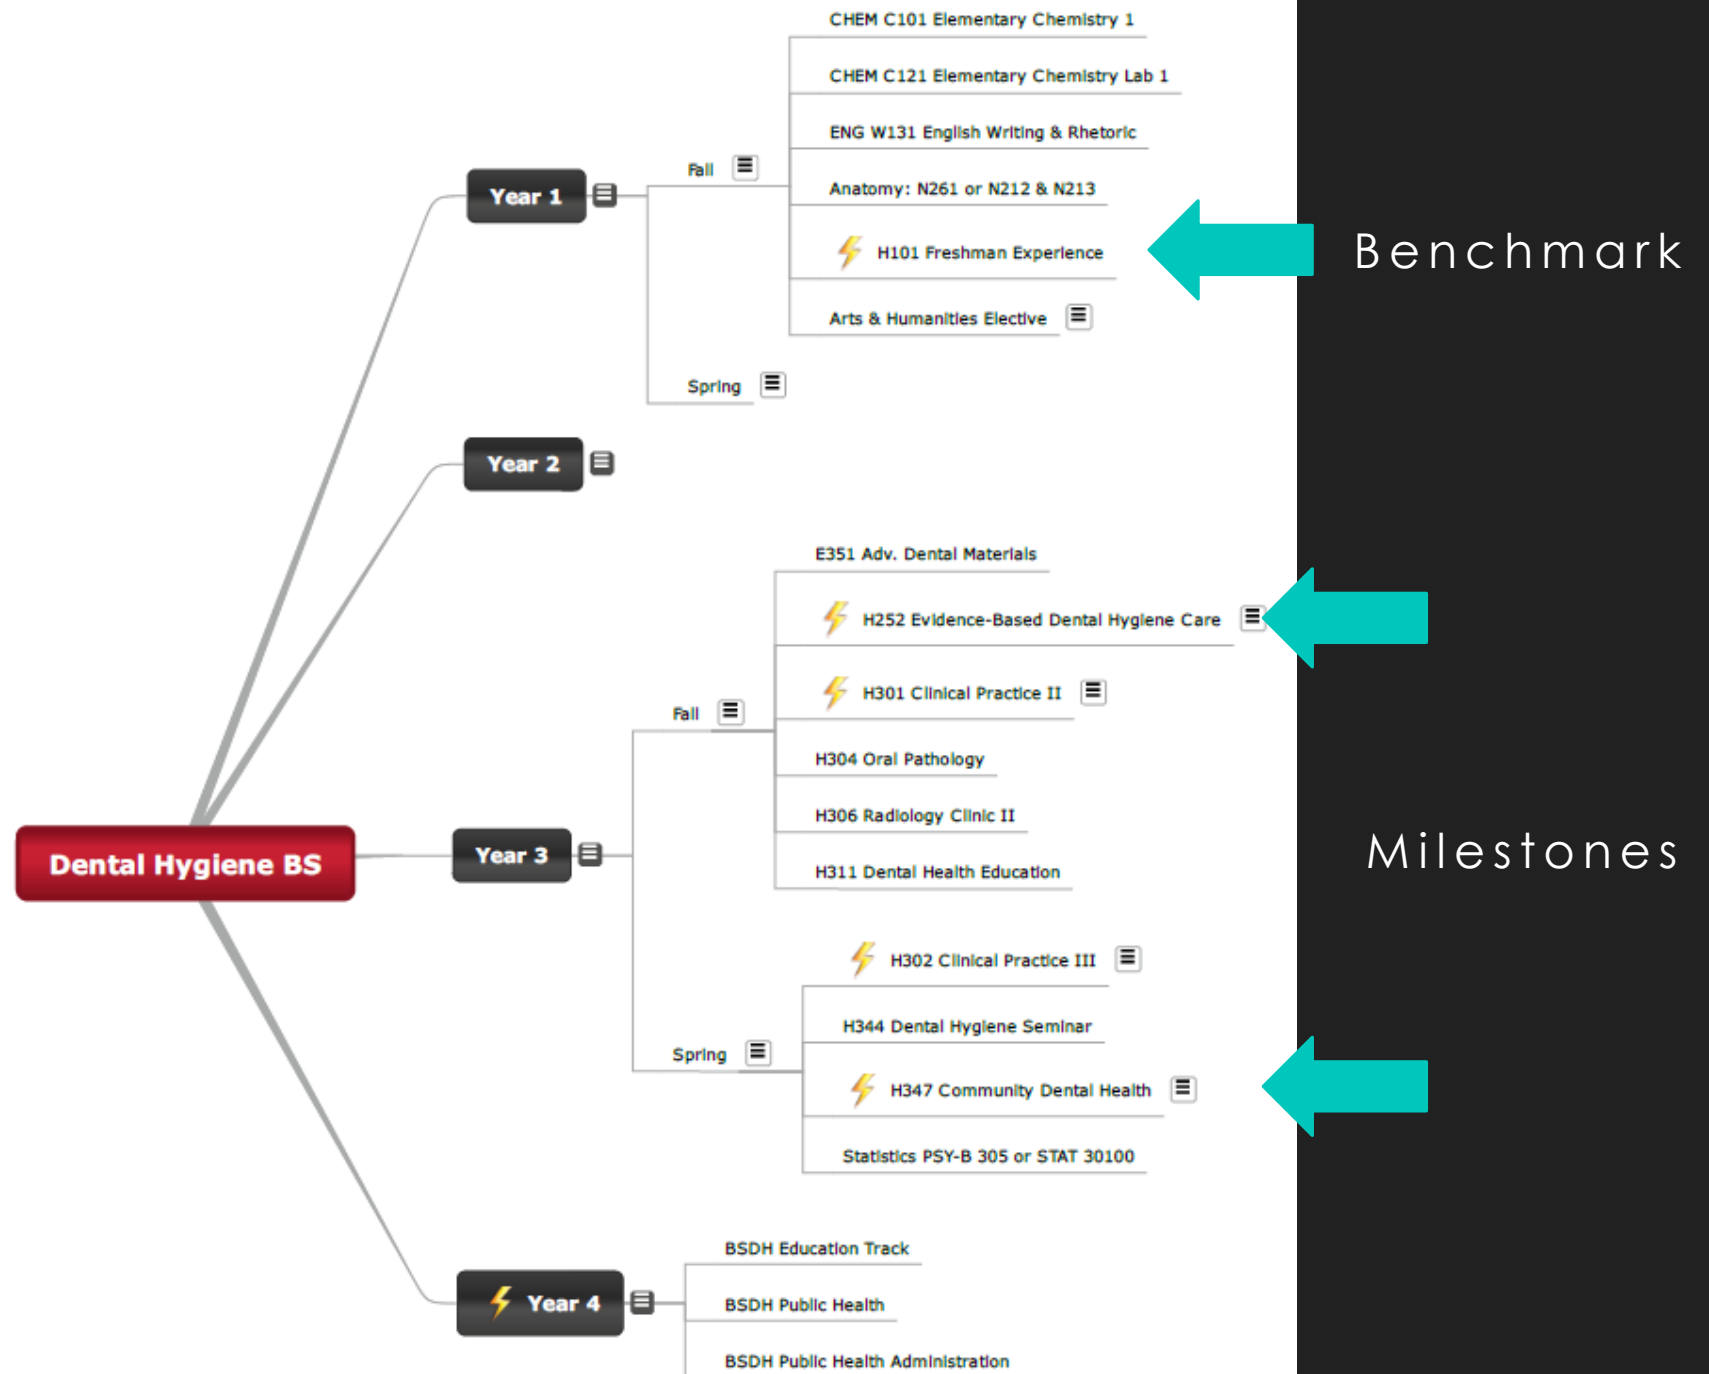 CHEM C101 Elementary Chemistry 1
CHEM C121 Elementary Chemistry Lab 1
ENG W131 English Writing & Rhetoric
Fall
Anatomy: N261 or N212 & N213
Year 1
H101 Freshman Experience
Benchmark
Arts & Humanities Elective
Spring
Year 2
E351 Adv. Dental Materials
H252 Evidence-Based Dental Hygiene Care
H301 Clinical Practice II
Fall
H304 Oral Pathology
H306 Radiology Clinic II
Year 3
Milestones
Dental Hygiene BS
H311 Dental Health Education
H302 Clinical Practice III
H344 Dental Hygiene Seminar
Spring
H347 Community Dental Health
Statistics PSY-B 305 or STAT 30100
BSDH Education Track
Year 4
BSDH Public Health
BSDH Public Health Administration